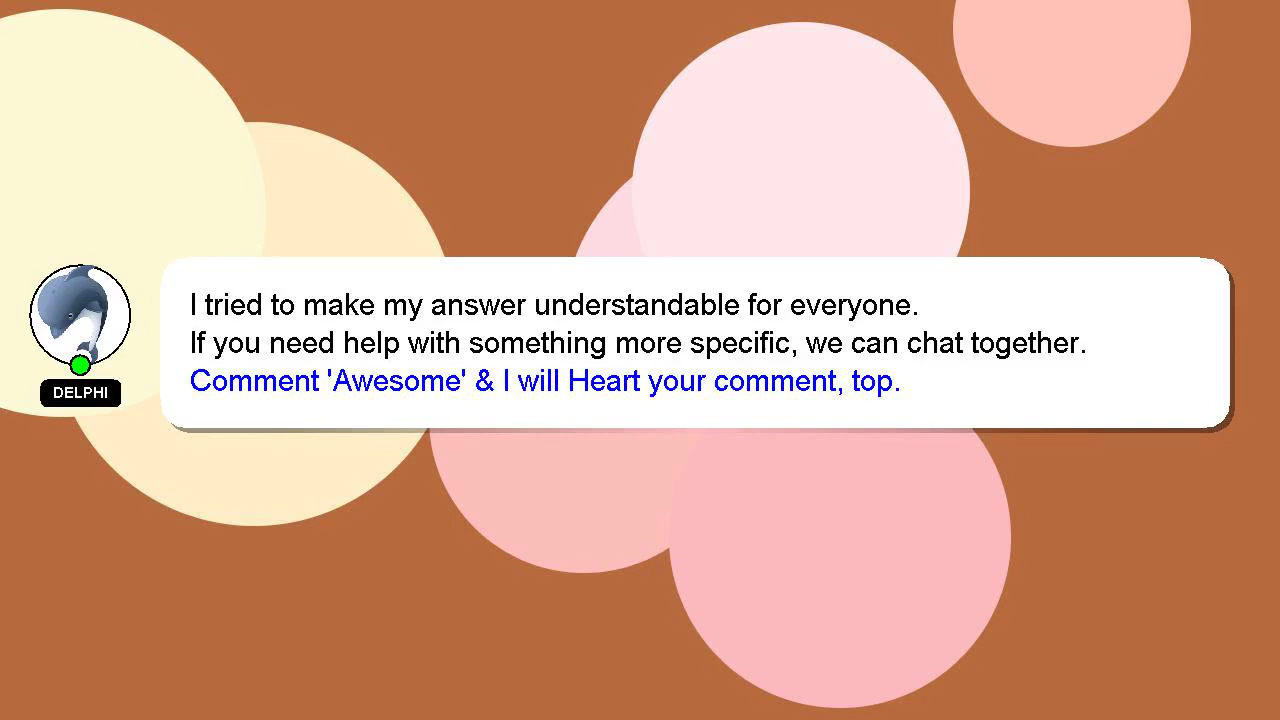 I tried to make my answer understandable for everyone.
If you need help with something more specific, we can chat together.
Comment 'Awesome' & I will Heart your comment, top.
DELPHI